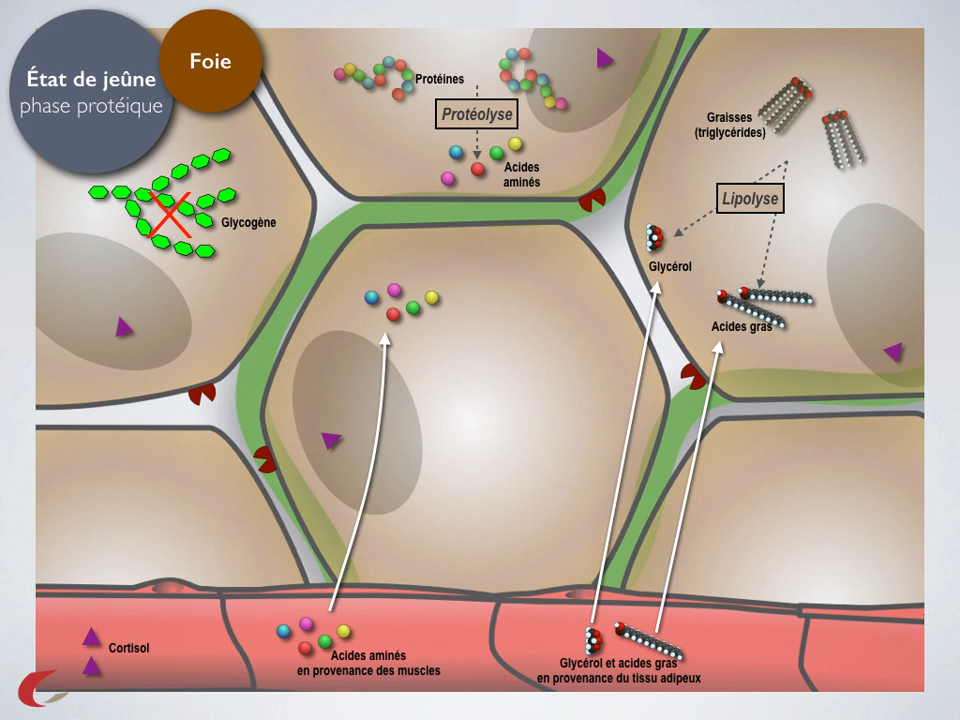 État de jeûne
phase protéique
Foie
Protéines
Protéolyse
Acides
aminés
Graisses
(triglycérides)
Lipolyse
Glycogène
Glycérol
Acides gras
Cortisol
Acides aminés
en provenance des muscles
Glycérol et acides gras
en provenance du tissu adipeux